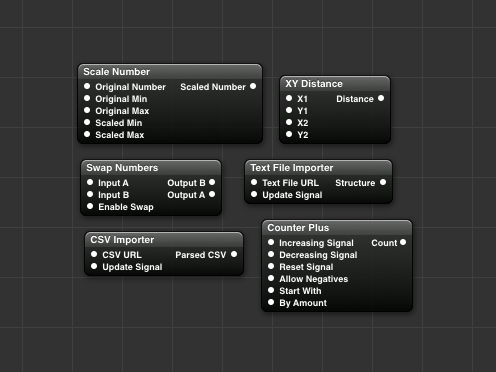 Scale Number
Original Number Scaled Number
Original Min
Original Max
Scaled Min
Scaled Max
XY Distance
X1 Distance
Y1
X2
Y2
Swap Numbers
Input A Output B
Input B Output A
Enable Swap
Text File Importer
Text File URL Structure
Update Signal
CSV Importer
CSV URL Parsed CSV
Update Signal
Counter Plus
Increasing Signal Count
Decreasing Signal
Reset Signal
Allow Negatives
Start With
By Amount